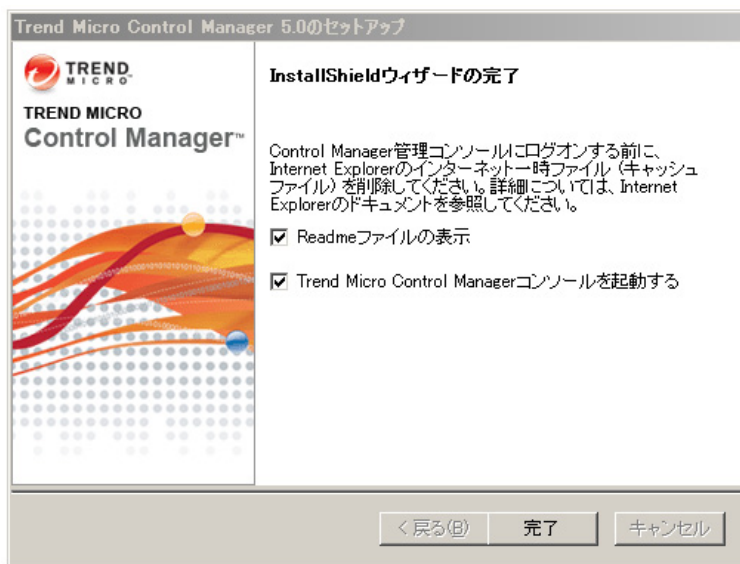 Trend Micro Control Manager 5.0のセットアップ
TREND
MICRO™
TREND MICRO
Control Manager™
InstallShieldウィザードの完了
Control Manager管理コンソールにログオンする前に、
Internet Explorerのインターネット一時ファイル (キャッシュ
ファイル) を削除してください。詳細については、Internet
Explorerのドキュメントを参照してください。
Readmeファイルの表示
Trend Micro Control Managerコンソールを起動する
< 戻る(B)
完了
キャンセル